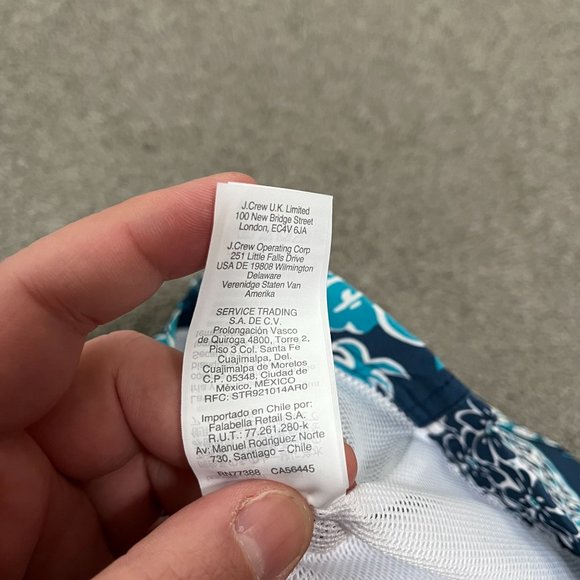 J.Crew U.K. Limited
100 New Bridge Street
London, EC4V 6JA
J.Crew Operating Corp
251 Little Falls Drive
USA DE 19808 Wilmington
Delaware
Verenidge Staten Van
Amerika
SERVICE TRADING
S.A. DE C.V.
Prolongación Vasco
de Quiroga 4800, Torre 2,
Piso 3 Col. Santa Fe
Cuajimalpa, Del.
Cuajimalpa de Morelos
C.P. 05348, Ciudad de
México, MÉXICO
RFC: STR921014AR0
Importado en Chile por:
Falabella Retail S.A.
R.U.T.: 77.261.280-k
Av: Manuel Rodriguez Norte
730, Santiago – Chile
RN77388 CA56445